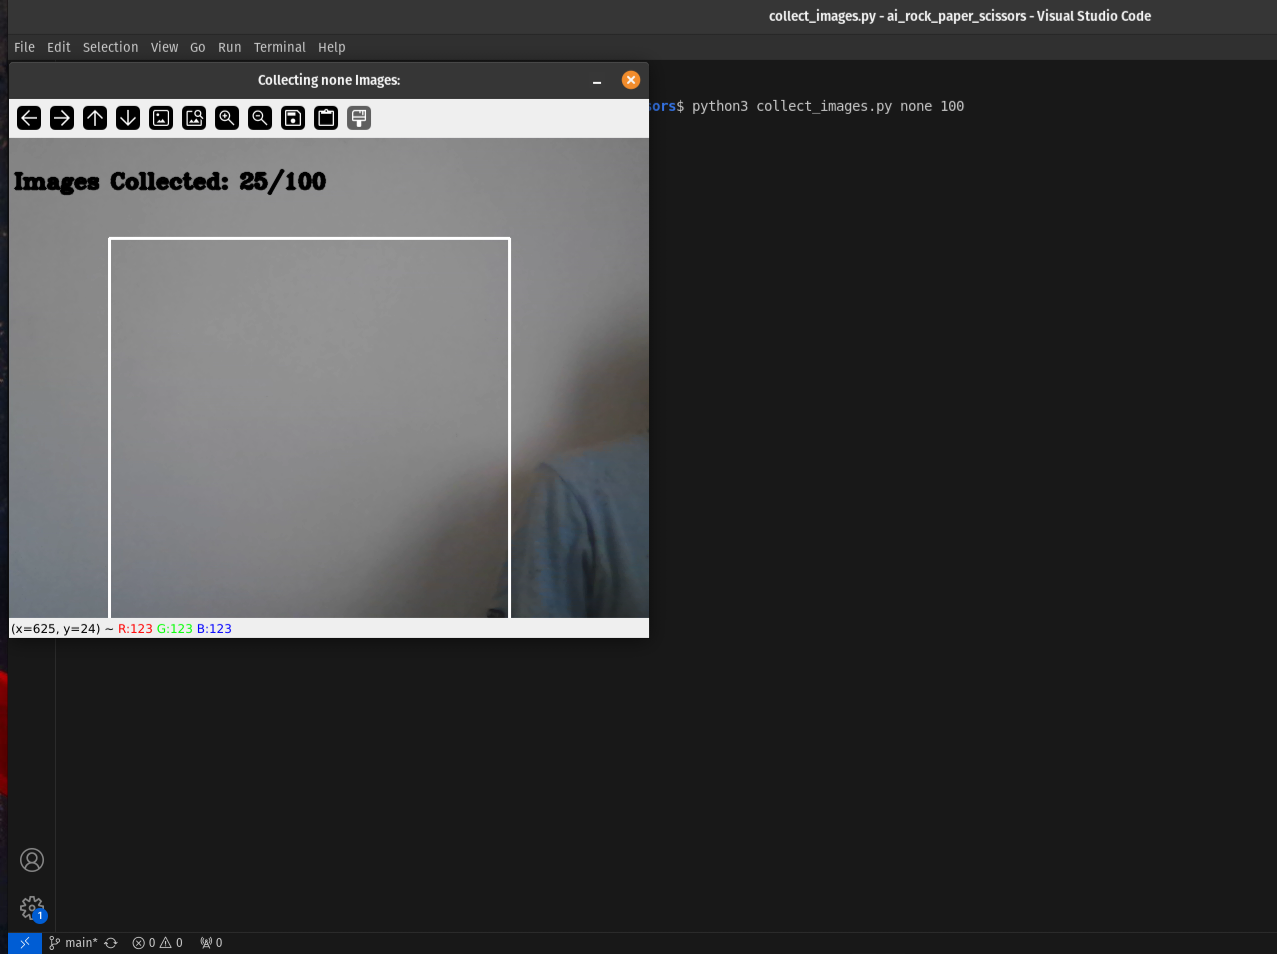 collect_images.py - ai_rock_paper_scissors - Visual Studio Code
File Edit Selection View Go Run Terminal Help
Collecting none Images:
sors$ python3 collect_images.py none 100
Images Collected: 25/100
(x=625, y=24) ~ R:123 G:123 B:123
1
main* 0 0 0